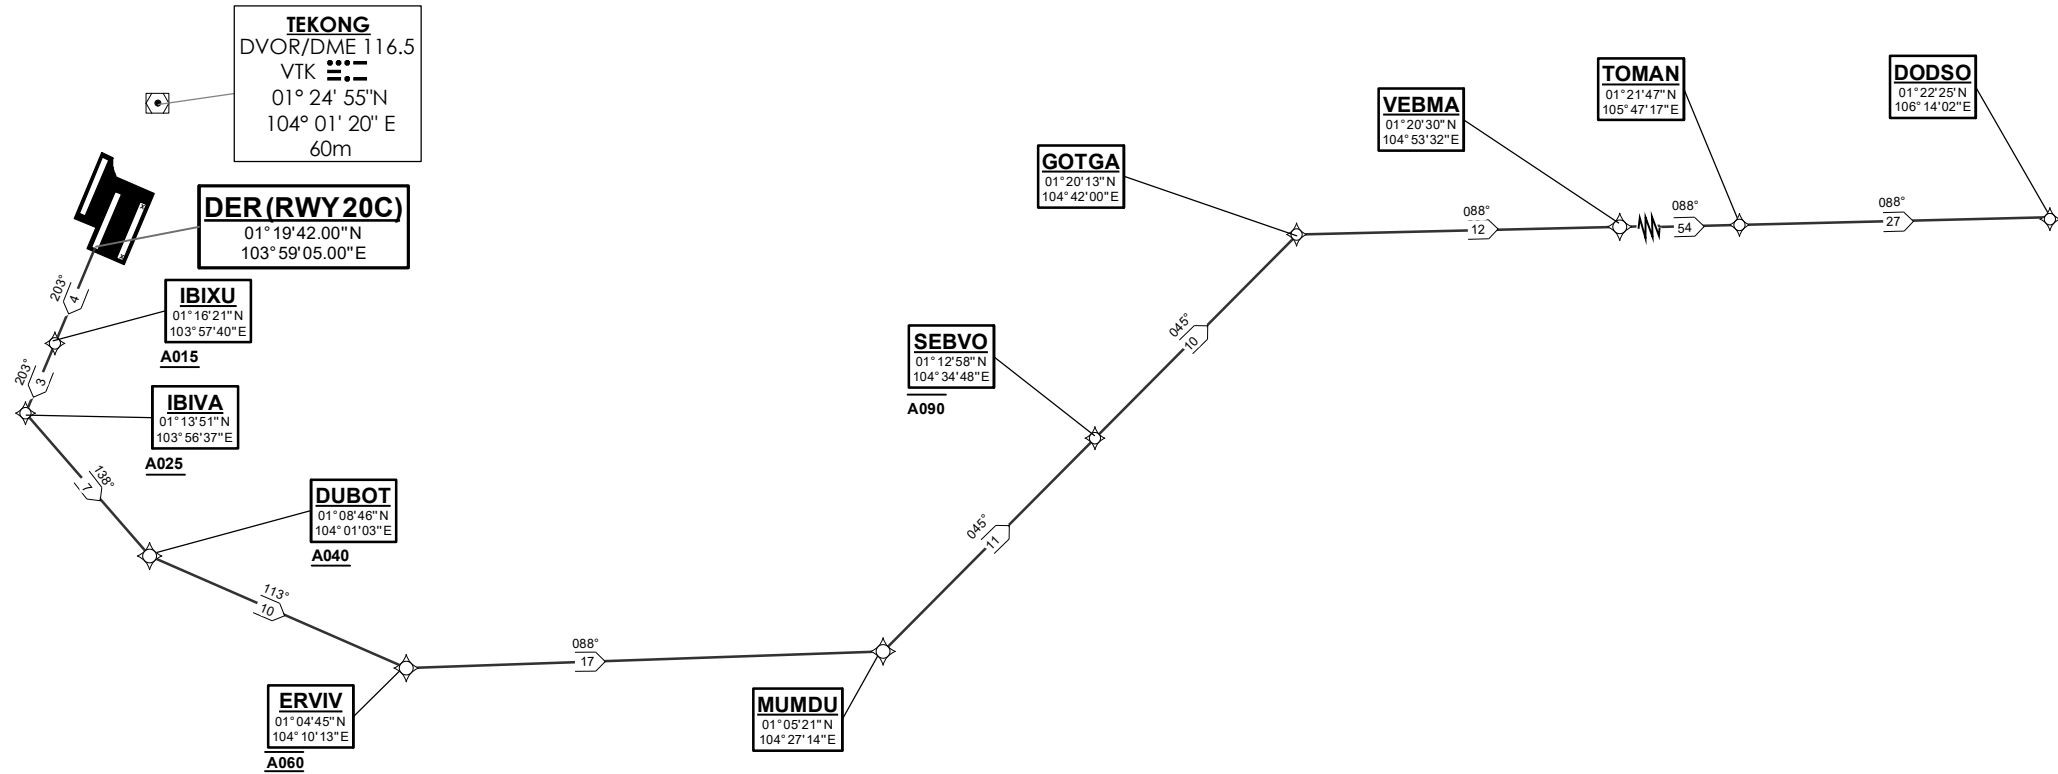 TEKONG
DVOR/DME 116.5
VTK
01° 24' 55"N
104° 01' 20" E
60m
DER (RWY 20C)
01°19'42.00"N
103°59'05.00"E
203°
4
IBIXU
01°16'21"N
103°57'40"E
A015
203°
3
IBIVA
01°13'51"N
103°56'37"E
A025
138°
7
DUBOT
01°08'46"N
104°01'03"E
A040
113°
10
ERVIV
01°04'45"N
104°10'13"E
A060
088°
17
MUMDU
01°05'21"N
104°27'14"E
045°
11
SEBVO
01°12'58"N
104°34'48"E
A090
045°
10
GOTGA
01°20'13"N
104°42'00"E
088°
12
VEBMA
01°20'30"N
104°53'32"E
088°
54
TOMAN
01°21'47"N
105°47'17"E
088°
27
DODSO
01°22'25"N
106°14'02"E